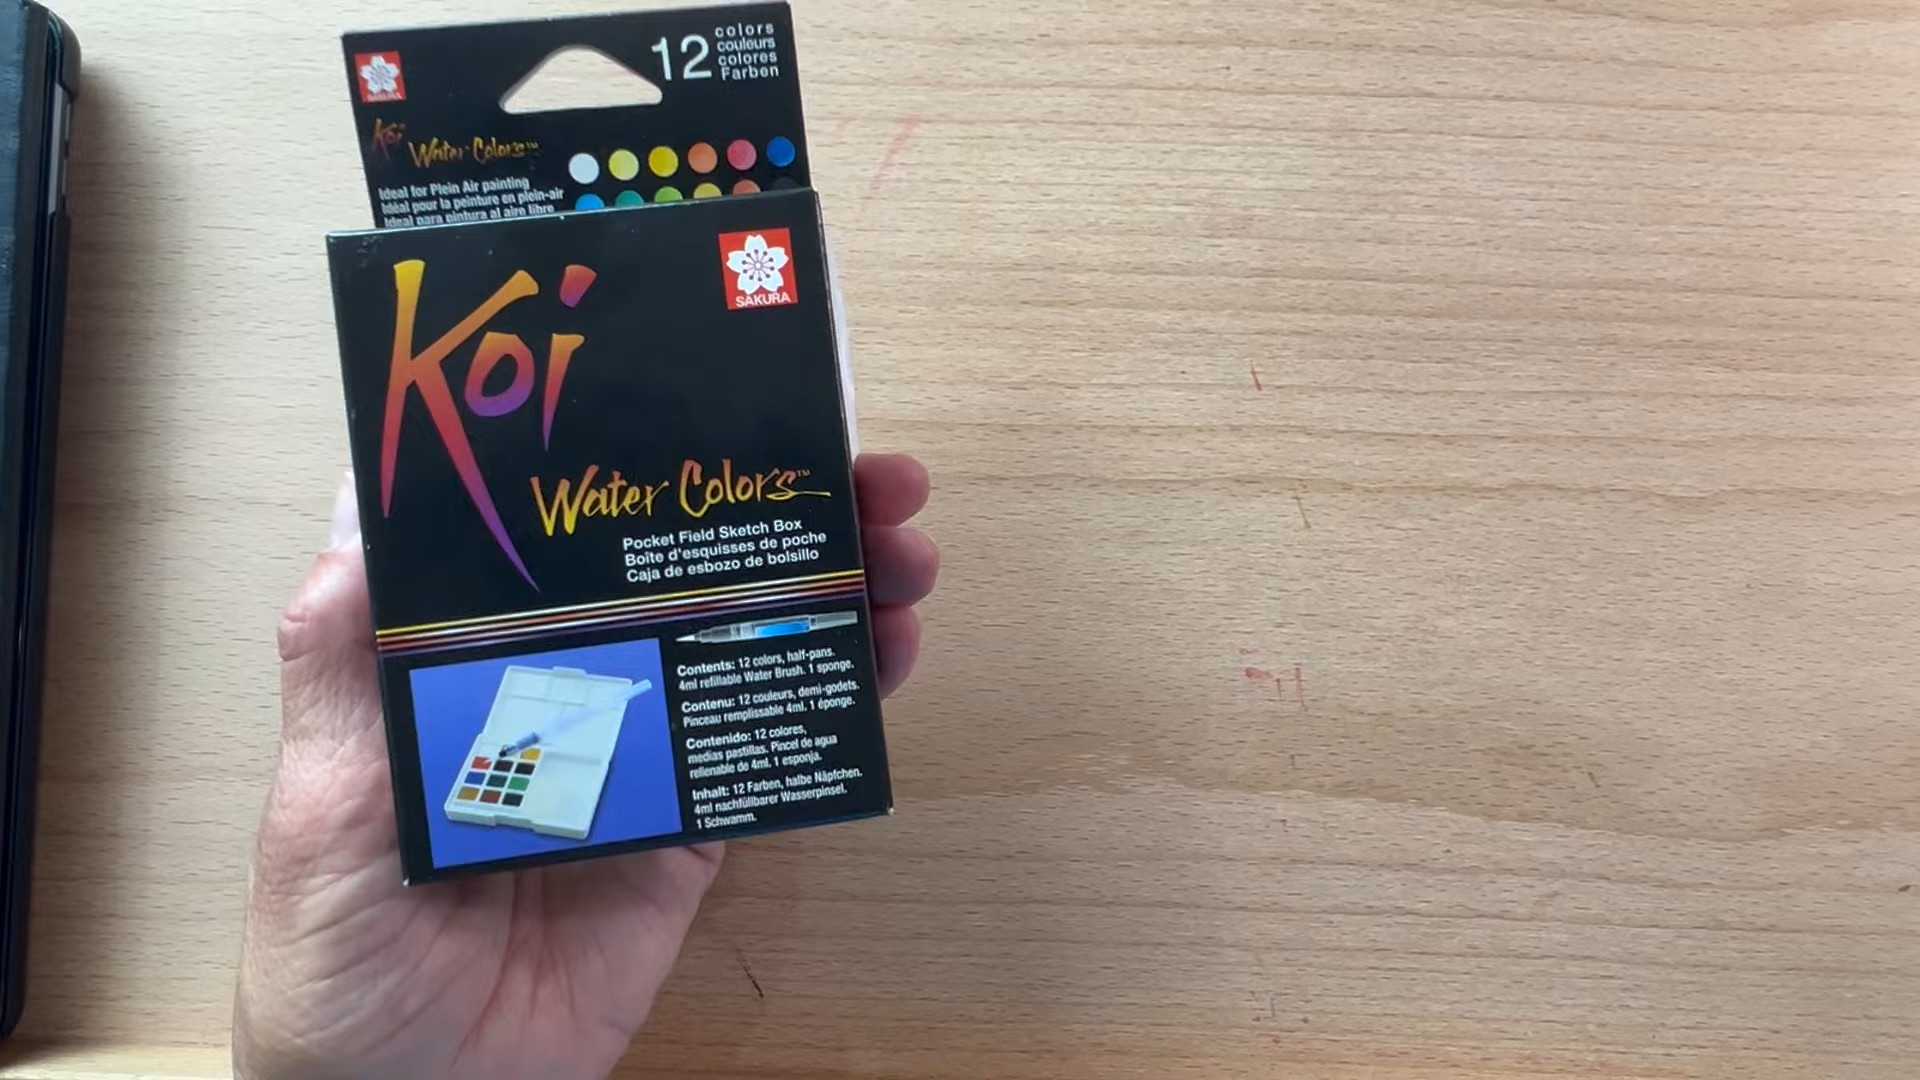 12
colors
couleurs
colores
Farben
SAKURA
Koi
Water Colors™
Ideal for Plein Air painting
Idéal pour la peinture en plein-air
Ideal para pintura al aire libre
SAKURA
Koi
Water Colors™
Pocket Field Sketch Box
Boîte d'esquisses de poche
Caja de esbozo de bolsillo
Contents: 12 colors, half-pans.
4ml refillable Water Brush. 1 sponge.
Contenu: 12 couleurs, demi-godets.
Pinceau remplissable 4ml. 1 éponge.
Contenido: 12 colores,
medias pastillas. Pincel de agua
rellenable de 4ml. 1 esponja.
Inhalt: 12 Farben, halbe Näpfchen.
4ml nachfüllbarer Wasserpinsel.
1 Schwamm.